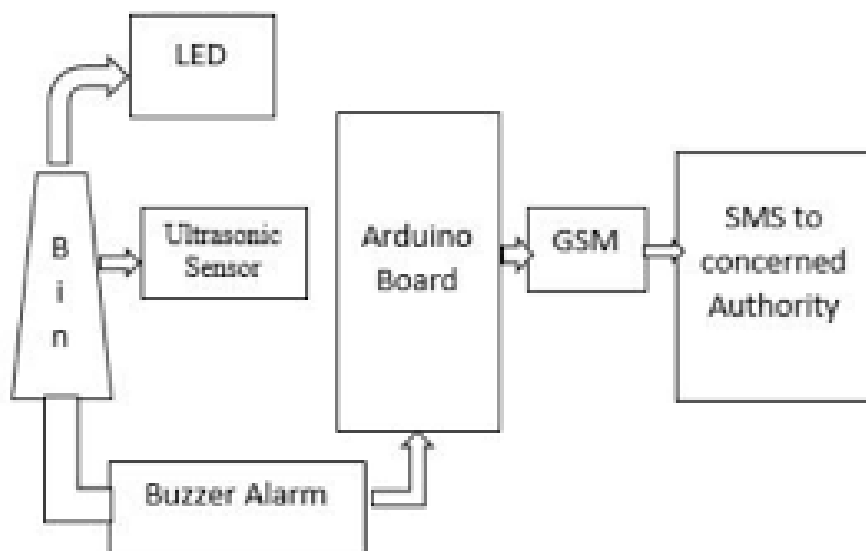 LED
B
i
n
Ultrasonic
Sensor
Arduino
Board
GSM
SMS to
concerned
Authority
Buzzer Alarm